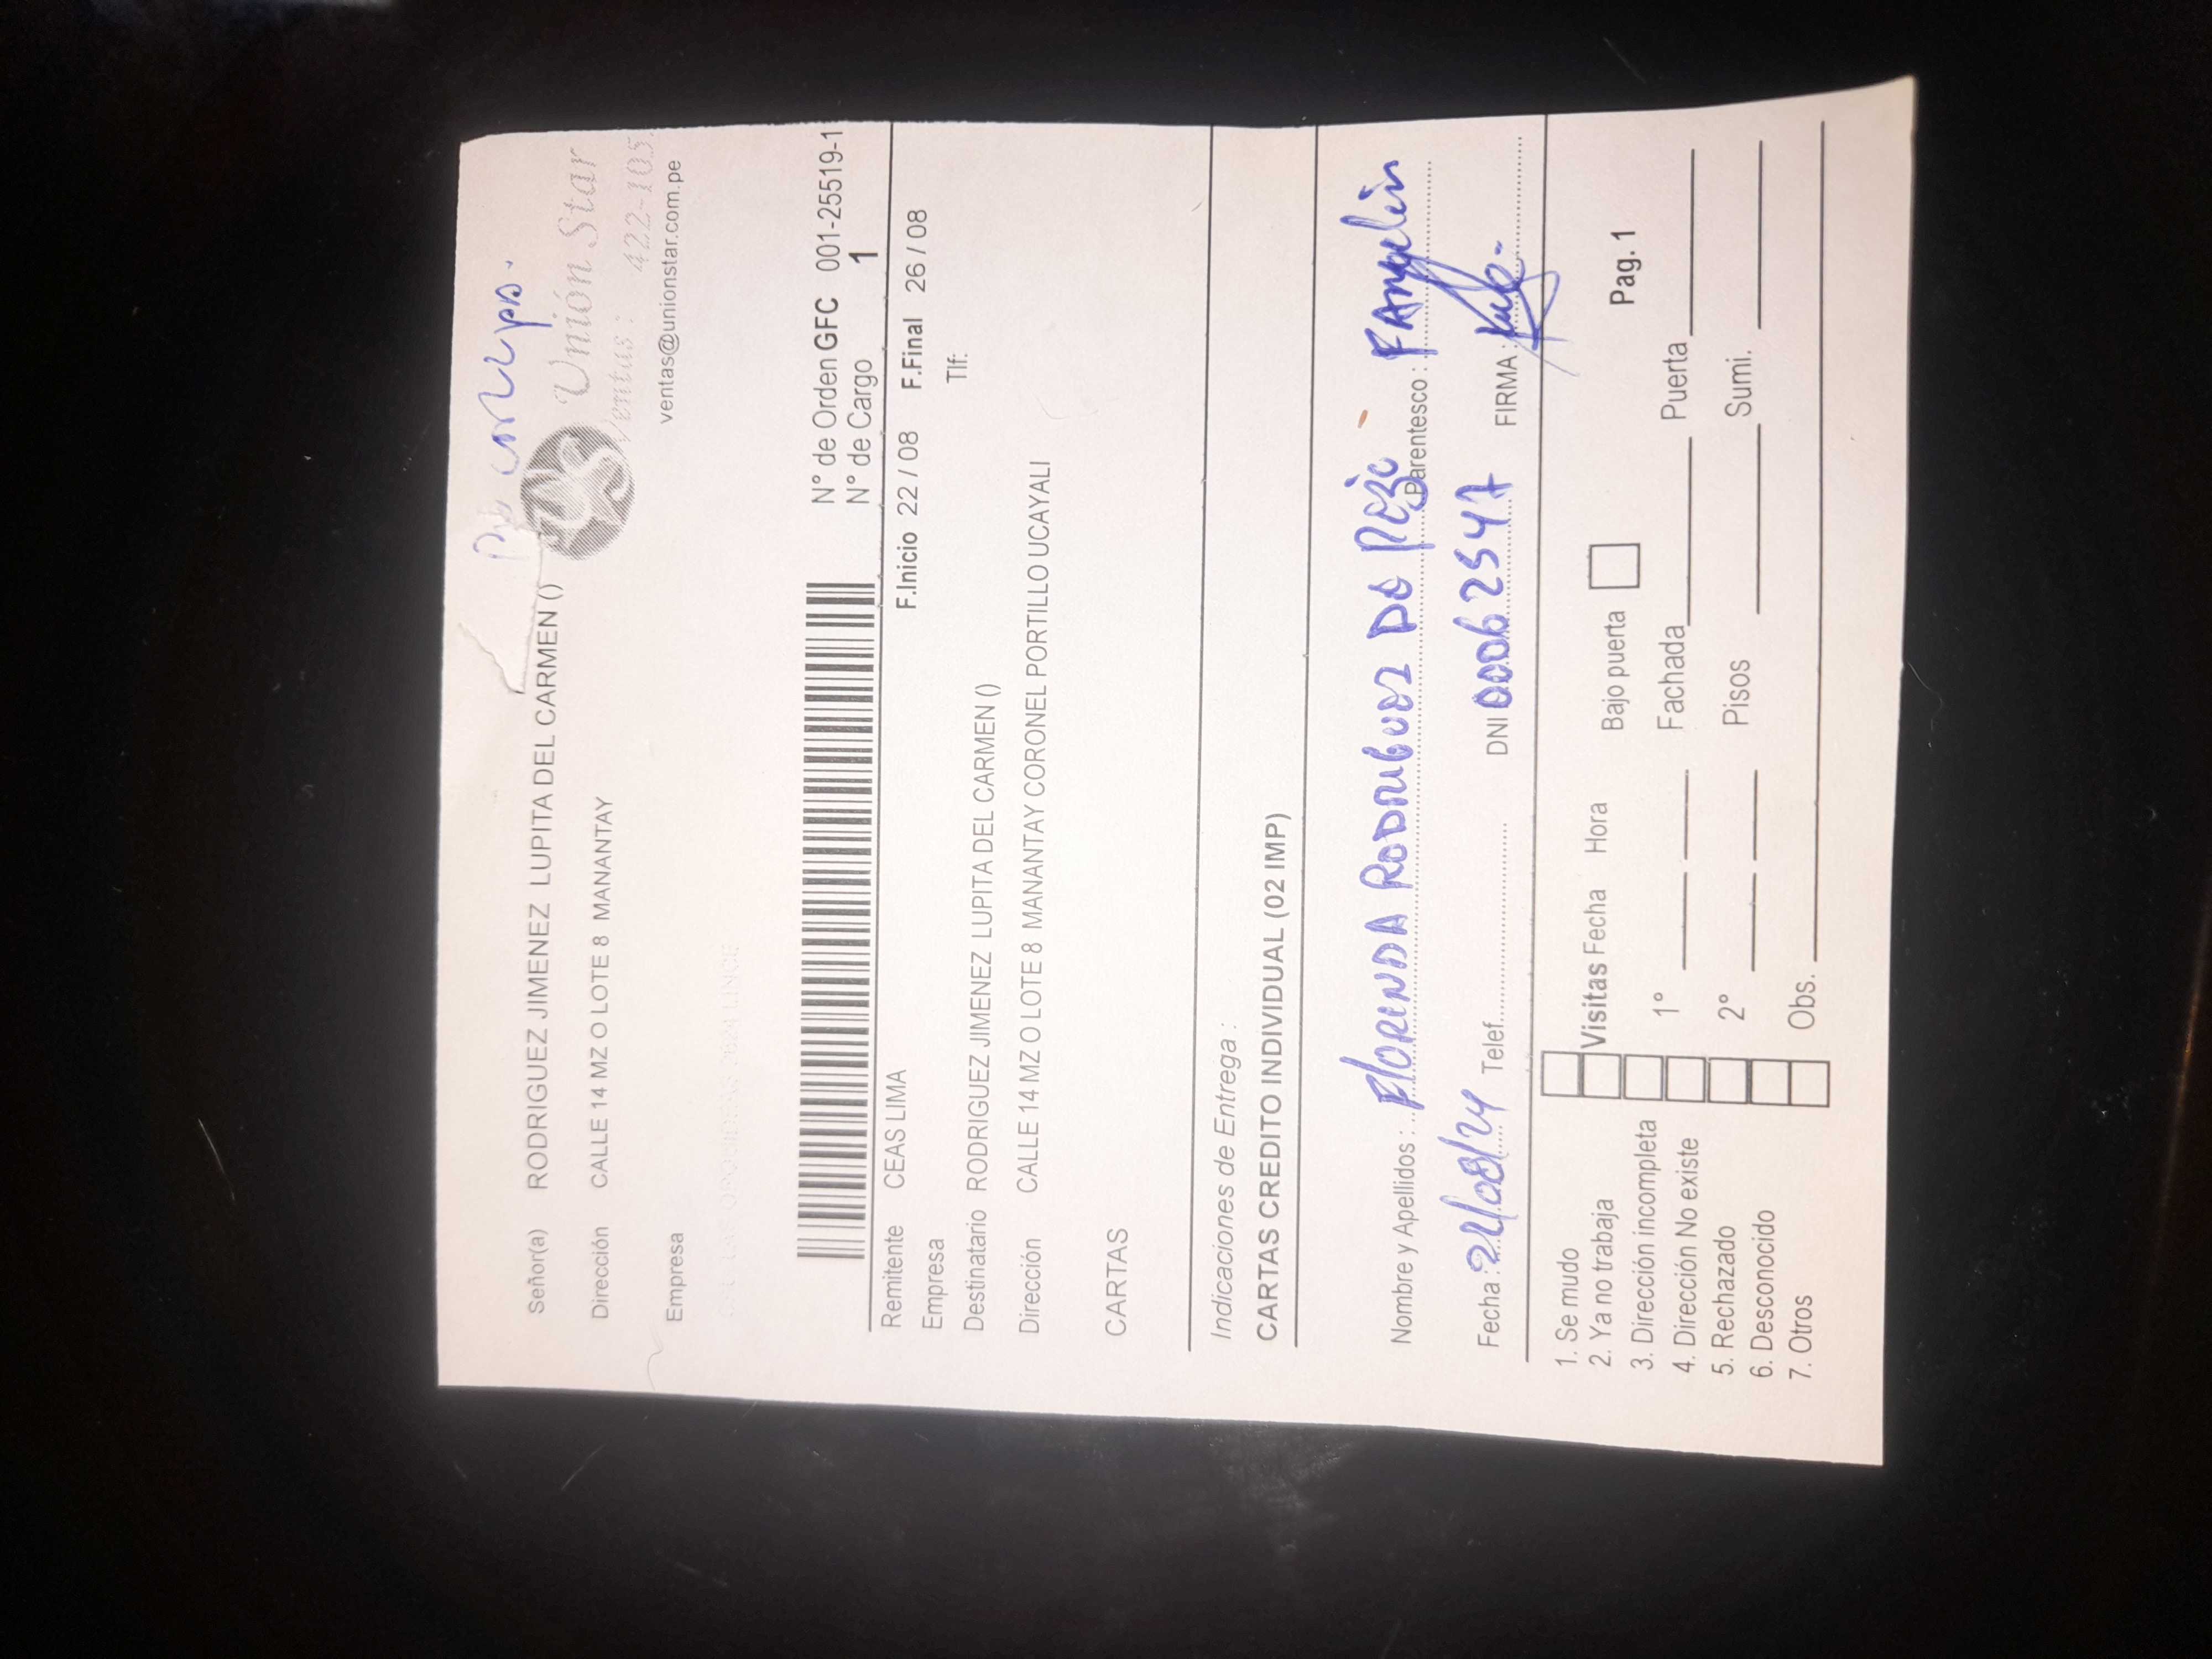 Señor(a) RODRIGUEZ JIMENEZ LUPITA DEL CARMEN ()
Unión Star
Ventas: 422-105
Dirección CALLE 14 MZ O LOTE 8 MANANTAY
ventas@unionstar.com.pe
Empresa
N° de Orden GFC 001-25519-1
N° de Cargo 1
Remitente CEAS LIMA
F.Inicio 22 / 08 F.Final 26 / 08
Empresa
Tlf:
Destinatario RODRIGUEZ JIMENEZ LUPITA DEL CARMEN ()
Dirección CALLE 14 MZ O LOTE 8 MANANTAY CORONEL PORTILLO UCAYALI
CARTAS
Indicaciones de Entrega :
CARTAS CREDITO INDIVIDUAL (02 IMP)
Nombre y Apellidos : FlORINDA RODRIGUEZ DE Parentesco :
Fecha : /08/24 Telef. DNI 00062547 FIRMA :
1. Se mudo
2. Ya no trabaja Visitas Fecha Hora Bajo puerta Pag. 1
3. Dirección incompleta
4. Dirección No existe 1° Fachada Puerta
5. Rechazado
6. Desconocido 2° Pisos Sumi.
7. Otros Obs.